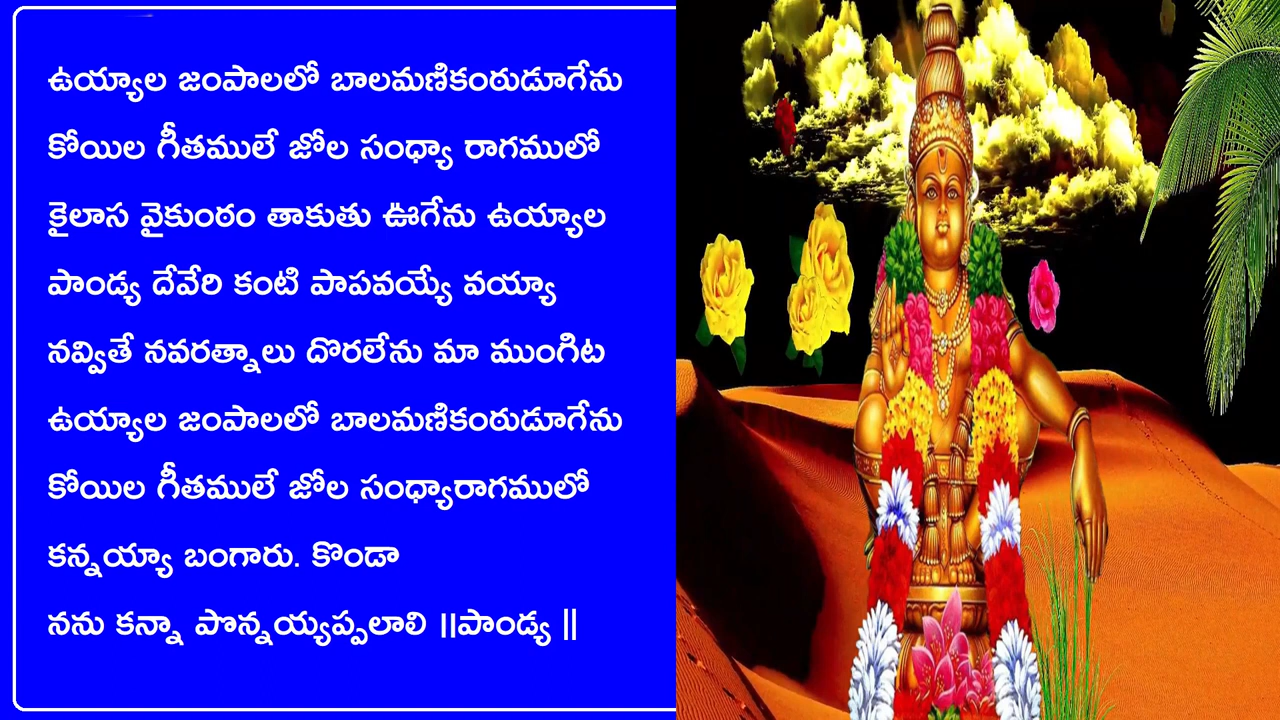 ఉయ్యాల జంపాలలో బాలమణికంఠుడూగేను
కోయిల గీతములే జోల సంధ్యా రాగములో
కైలాస వైకుంఠం తాకుతు ఊగేను ఉయ్యాల
పాండ్య దేవేరి కంటి పాపవయ్యే వయ్యా
నవ్వితే నవరత్నాలు దొరలేను మా ముంగిట
ఉయ్యాల జంపాలలో బాలమణికంఠుడూగేను
కోయిల గీతములే జోల సంధ్యారాగములో
కన్నయ్యా బంగారు. కొండా
నను కన్నా పొన్నయ్యప్పలాలి ||పాండ్య ||